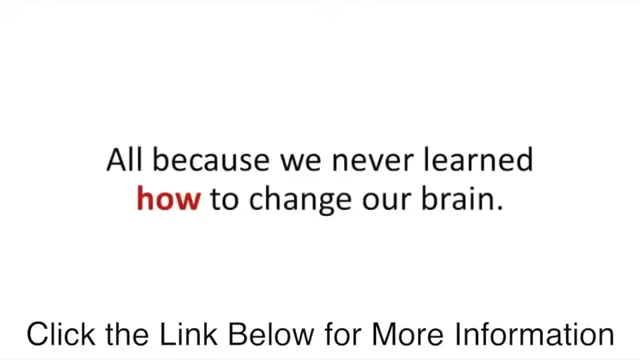 All because we never learned
how to change our brain.
Click the Link Below for More Information